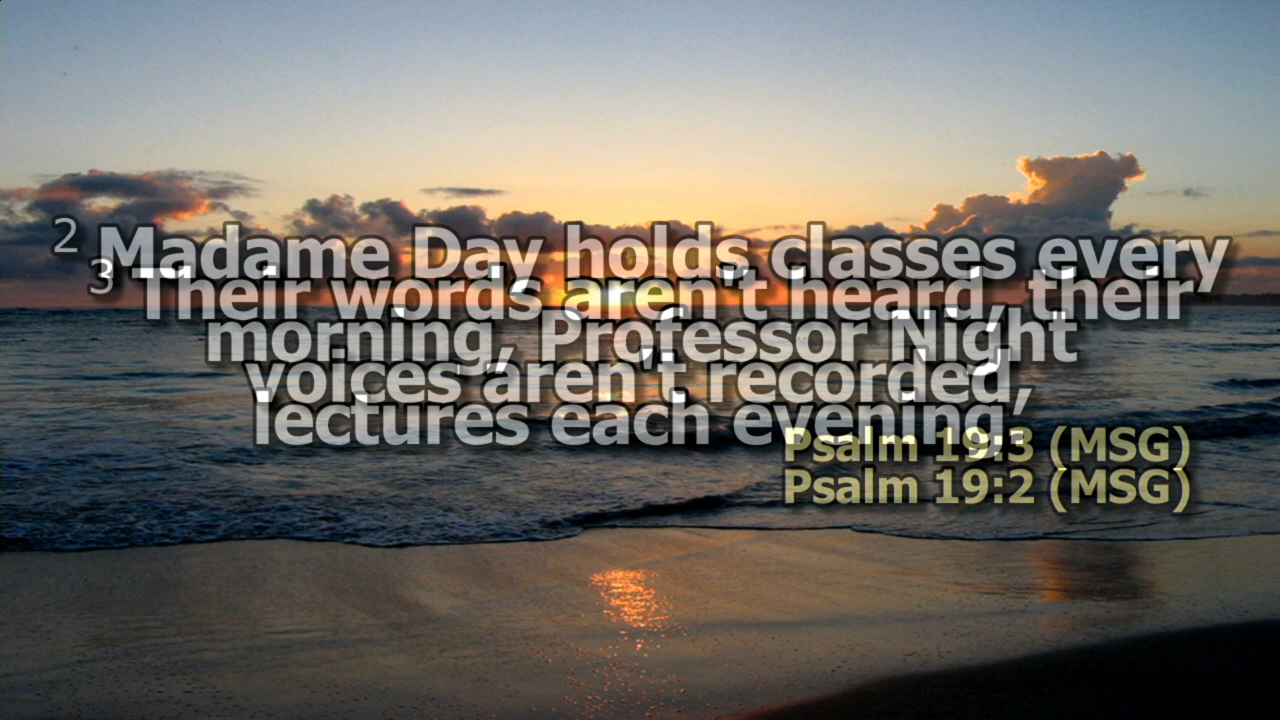 2 Madame Day holds classes every
morning, Professor Night
lectures each evening.
Psalm 19:2 (MSG)
3 Their words aren't heard, their
voices aren't recorded,
Psalm 19:3 (MSG)